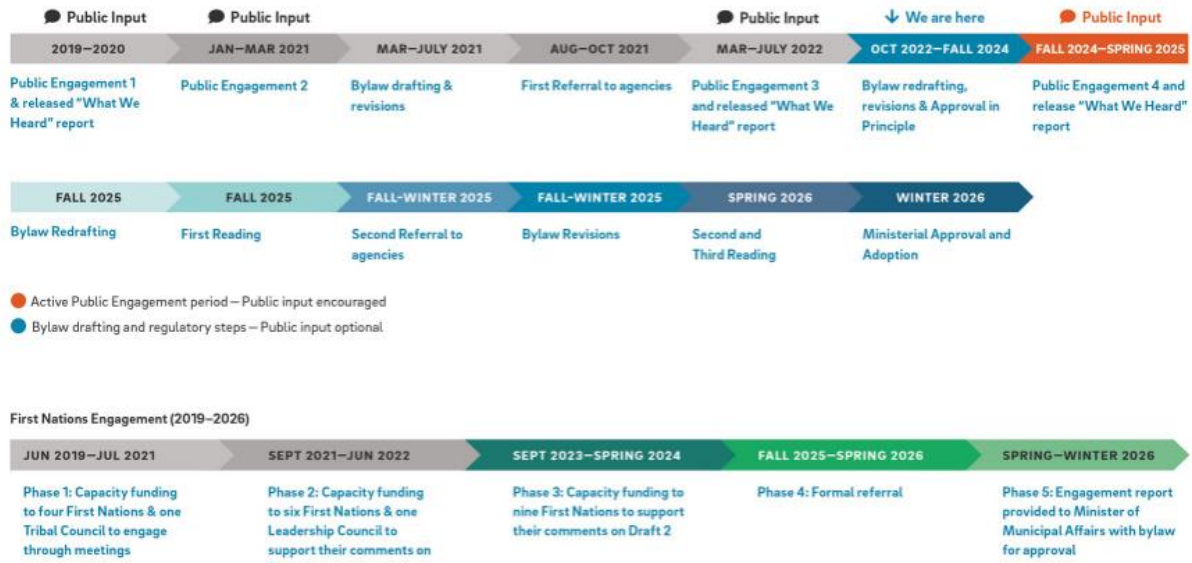 Public Input
Public Input
Public Input
We are here
Public Input
2019–2020
JAN–MAR 2021
MAR–JULY 2021
AUG–OCT 2021
MAR–JULY 2022
OCT 2022–FALL 2024
FALL 2024–SPRING 2025
Public Engagement 1
& released "What We
Heard" report
Public Engagement 2
Bylaw drafting &
revisions
First Referral to agencies
Public Engagement 3
and released "What We
Heard" report
Bylaw redrafting,
revisions & Approval in
Principle
Public Engagement 4 and
release "What We Heard"
report
FALL 2025
FALL 2025
FALL-WINTER 2025
FALL-WINTER 2025
SPRING 2026
WINTER 2026
Bylaw Redrafting
First Reading
Second Referral to
agencies
Bylaw Revisions
Second and
Third Reading
Ministerial Approval and
Adoption
Active Public Engagement period – Public input encouraged
Bylaw drafting and regulatory steps – Public input optional
First Nations Engagement (2019–2026)
JUN 2019–JUL 2021
SEPT 2021–JUN 2022
SEPT 2023–SPRING 2024
FALL 2025–SPRING 2026
SPRING–WINTER 2026
Phase 1: Capacity funding
to four First Nations & one
Tribal Council to engage
through meetings
Phase 2: Capacity funding
to six First Nations & one
Leadership Council to
support their comments on
Phase 3: Capacity funding to
nine First Nations to support
their comments on Draft 2
Phase 4: Formal referral
Phase 5: Engagement report
provided to Minister of
Municipal Affairs with bylaw
for approval